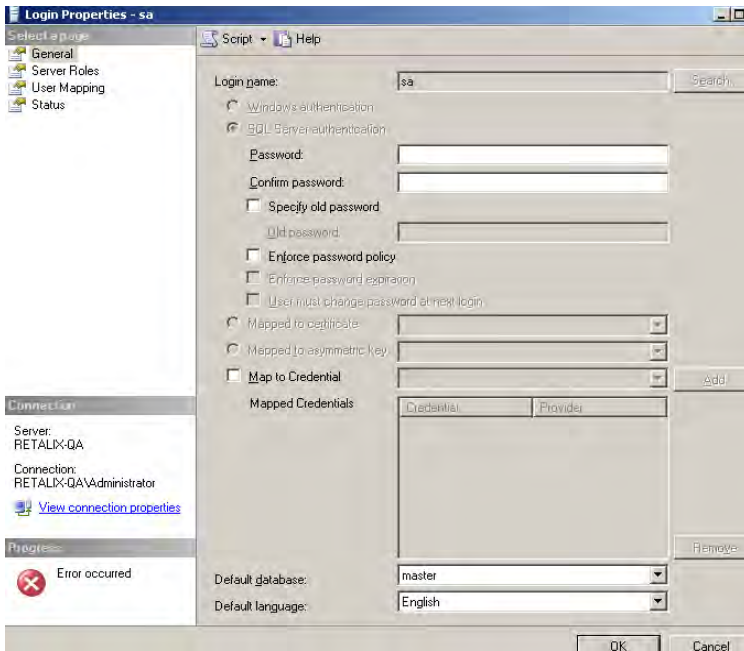 Login Properties - sa
Select a page
General
Server Roles
User Mapping
Status
Script Help
Login name: sa Search
Windows authentication
SQL Server authentication
Password:
Confirm password:
Specify old password
Old password
Enforce password policy
Enforce password expiration
User must change password at next login
Mapped to certificate
Mapped to asymmetric key
Map to Credential Add
Mapped Credentials Credential Provider
Remove
Default database: master
Default language: English
Connection
Server:
RETALIX-QA
Connection:
RETALIX-QA\Administrator
View connection properties
Progress
Error occurred
OK Cancel